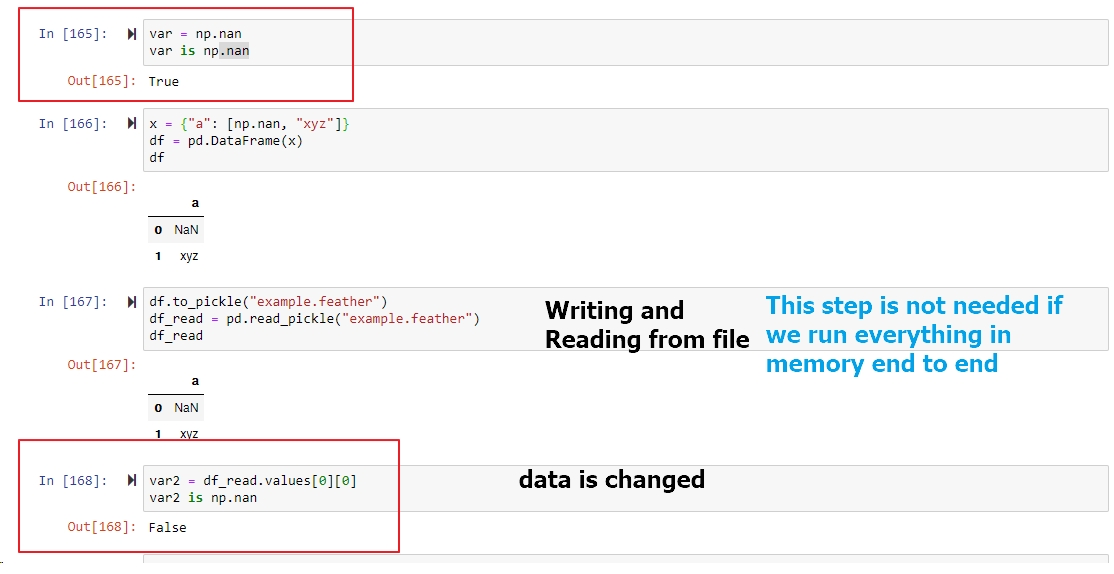 In [165]:
var = np.nan
var is np.nan
Out[165]: True
In [166]:
x = {"a": [np.nan, "xyz"]}
df = pd.DataFrame(x)
df
Out[166]:
a
0 NaN
1 xyz
In [167]:
df.to_pickle("example.feather")
df_read = pd.read_pickle("example.feather")
df_read
Writing and
Reading from file
This step is not needed if
we run everything in
memory end to end
Out[167]:
a
0 NaN
1 xyz
In [168]:
var2 = df_read.values[0][0]
var2 is np.nan
data is changed
Out[168]: False